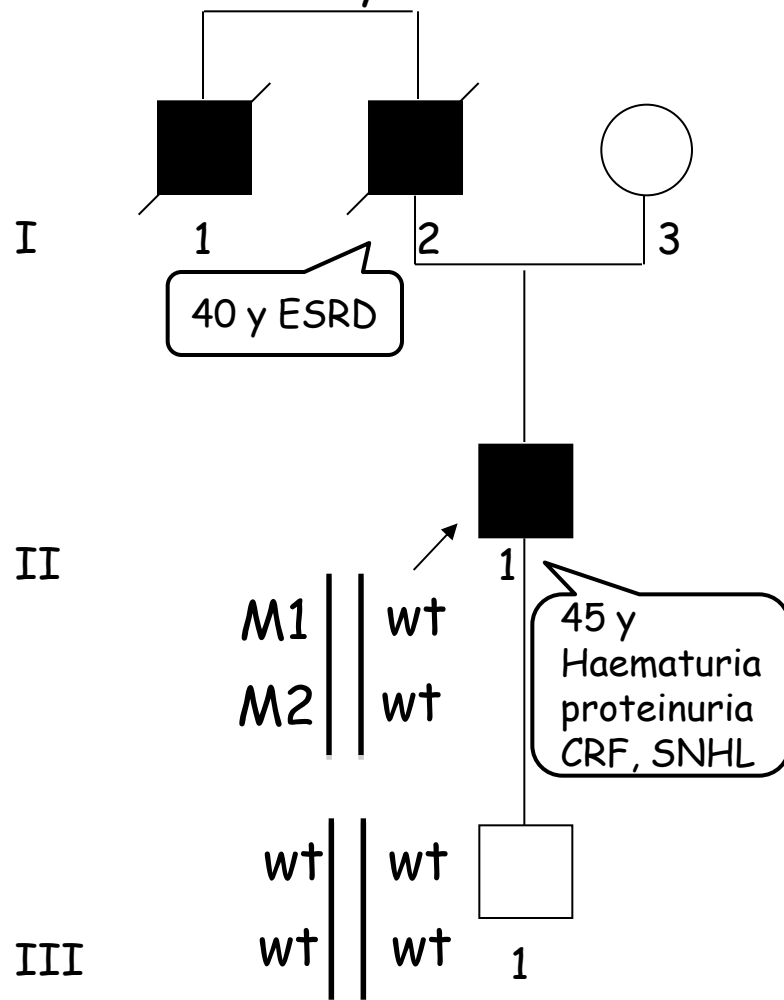 I 1 2 3
40 y ESRD
II 1
M1 wt
M2 wt
45 y
Haematuria
proteinuria
CRF, SNHL
wt wt
wt wt
III 1